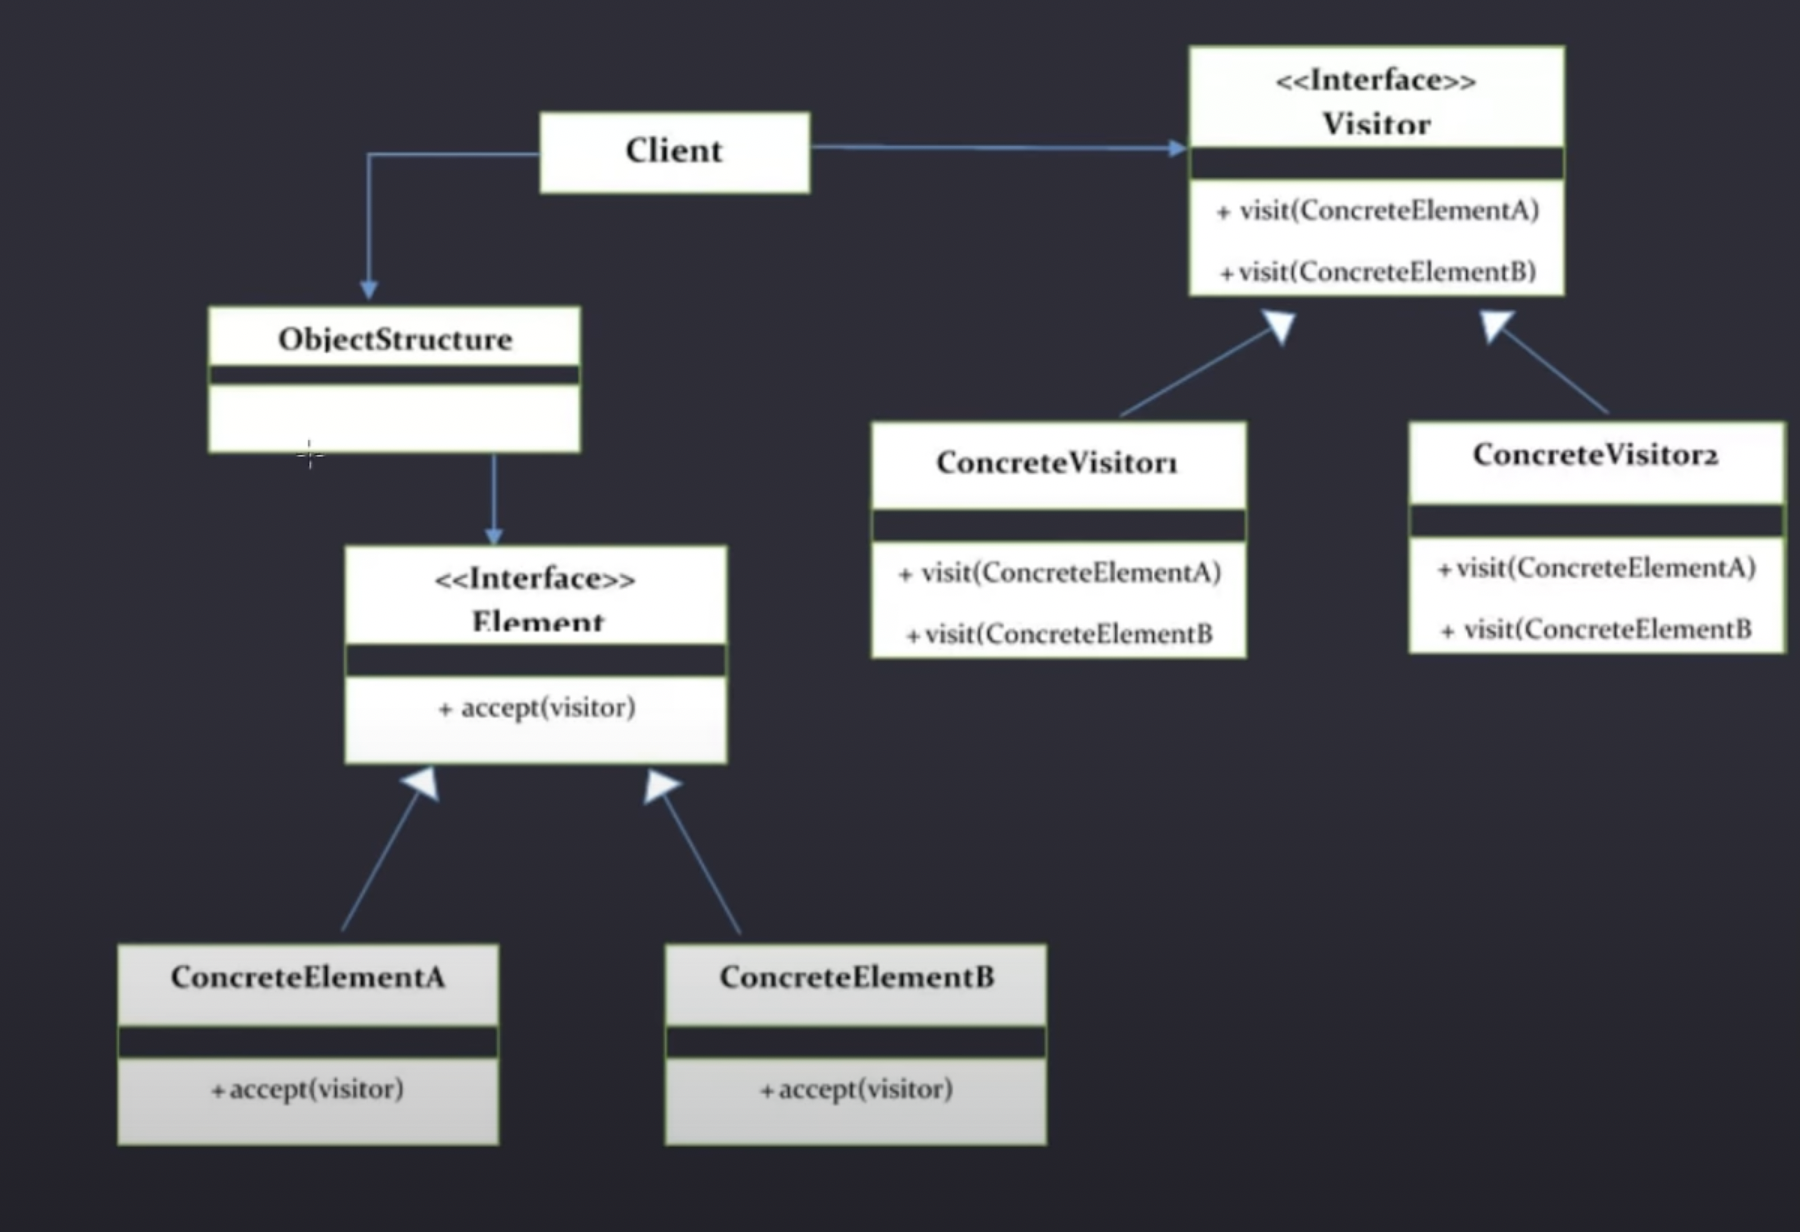 Client
<<Interface>>
Visitor
+ visit(ConcreteElementA)
+visit(ConcreteElementB)
ObjectStructure
<<Interface>>
Element
+ accept(visitor)
ConcreteVisitor1
+ visit(ConcreteElementA)
+visit(ConcreteElementB
ConcreteVisitor2
+visit(ConcreteElementA)
+ visit(ConcreteElementB
ConcreteElementA
+accept(visitor)
ConcreteElementB
+accept(visitor)